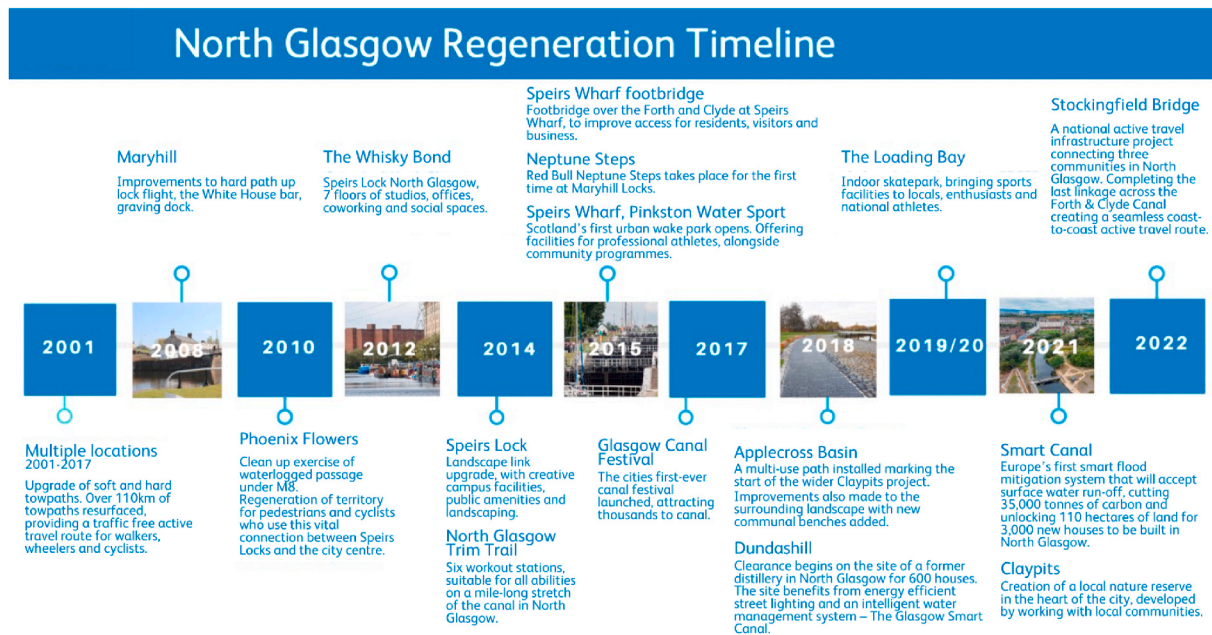 North Glasgow Regeneration Timeline
Maryhill
Improvements to hard path up
lock flight, the White House bar,
graving dock.
The Whisky Bond
Speirs Lock North Glasgow,
7 floors of studios, offices,
coworking and social spaces.
Speirs Wharf footbridge
Footbridge over the Forth and Clyde at Speirs
Wharf, to improve access for residents, visitors and
business.
Neptune Steps
Red Bull Neptune Steps takes place for the first
time at Maryhill Locks.
Speirs Wharf, Pinkston Water Sport
Scotland's first urban wake park opens. Offering
facilities for professional athletes, alongside
community programmes.
The Loading Bay
Indoor skatepark, bringing sports
facilities to locals, enthusiasts and
national athletes.
Stockingfield Bridge
A national active travel
infrastructure project
connecting three
communities in North
Glasgow. Completing the
last linkage across the
Forth & Clyde Canal
creating a seamless coast-
to-coast active travel route.
2001
2008
2010
2012
2014
2015
2017
2018
2019/20
2021
2022
Multiple locations
2001-2017
Upgrade of soft and hard
towpaths. Over 110km of
towpaths resurfaced,
providing a traffic free active
travel route for walkers,
wheelers and cyclists.
Phoenix Flowers
Clean up exercise of
waterlogged passage
under M8.
Regeneration of territory
for pedestrians and cyclists
who use this vital
connection between Speirs
Locks and the city centre.
Speirs Lock
Landscape link
upgrade, with creative
campus facilities,
public amenities and
landscaping.
North Glasgow
Trim Trail
Six workout stations,
suitable for all abilities
on a mile-long stretch
of the canal in North
Glasgow.
Glasgow Canal
Festival
The cities first-ever
canal festival
launched, attracting
thousands to canal.
Applecross Basin
A multi-use path installed marking the
start of the wider Claypits project.
Improvements also made to the
surrounding landscape with new
communal benches added.
Dundashill
Clearance begins on the site of a former
distillery in North Glasgow for 600 houses.
The site benefits from energy efficient
street lighting and an intelligent water
management system – The Glasgow Smart
Canal.
Smart Canal
Europe's first smart flood
mitigation system that will accept
surface water run-off, cutting
35,000 tonnes of carbon and
unlocking 110 hectares of land for
3,000 new houses to be built in
North Glasgow.
Claypits
Creation of a local nature reserve
in the heart of the city, developed
by working with local communities.